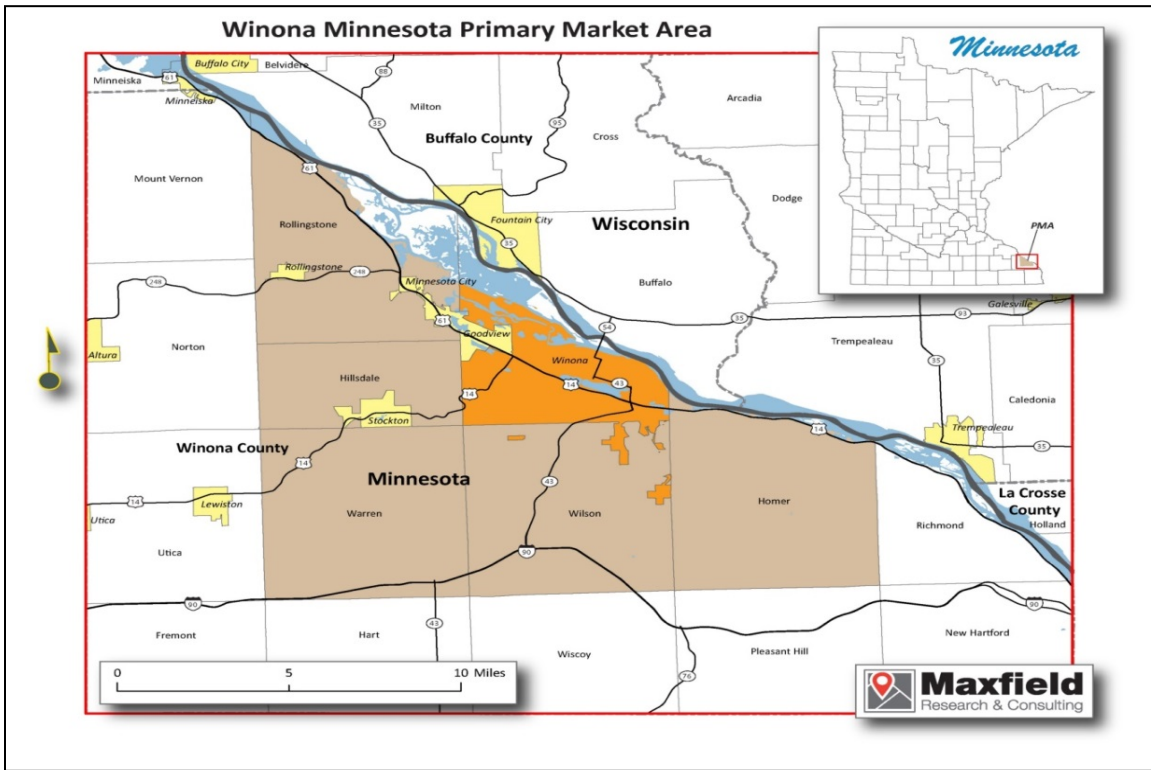 Winona Minnesota Primary Market Area
Minnesota
PMA
Buffalo City
Belvidere
Minneiska
61
Minneiska
88
Milton
35
95
Cross
Arcadia
Buffalo County
Mount Vernon
61
Dodge
Rollingstone
Fountain City
Wisconsin
35
Rollingstone
248
Minnesota City
Buffalo
248
61
Goodview
54
35
93
Galesville
Altura
Norton
Winona
Trempealeau
35
Hillsdale
14
43
14
Caledonia
Stockton
Trempealeau
14
35
Winona County
14
Minnesota
43
La Crosse
County
14
Lewiston
Utica
Warren
Wilson
Homer
Richmond
Holland
Utica
90
90
90
Fremont
Hart
43
New Hartford
Wiscoy
Pleasant Hill
76
0 5 10 Miles
Maxfield
Research & Consulting